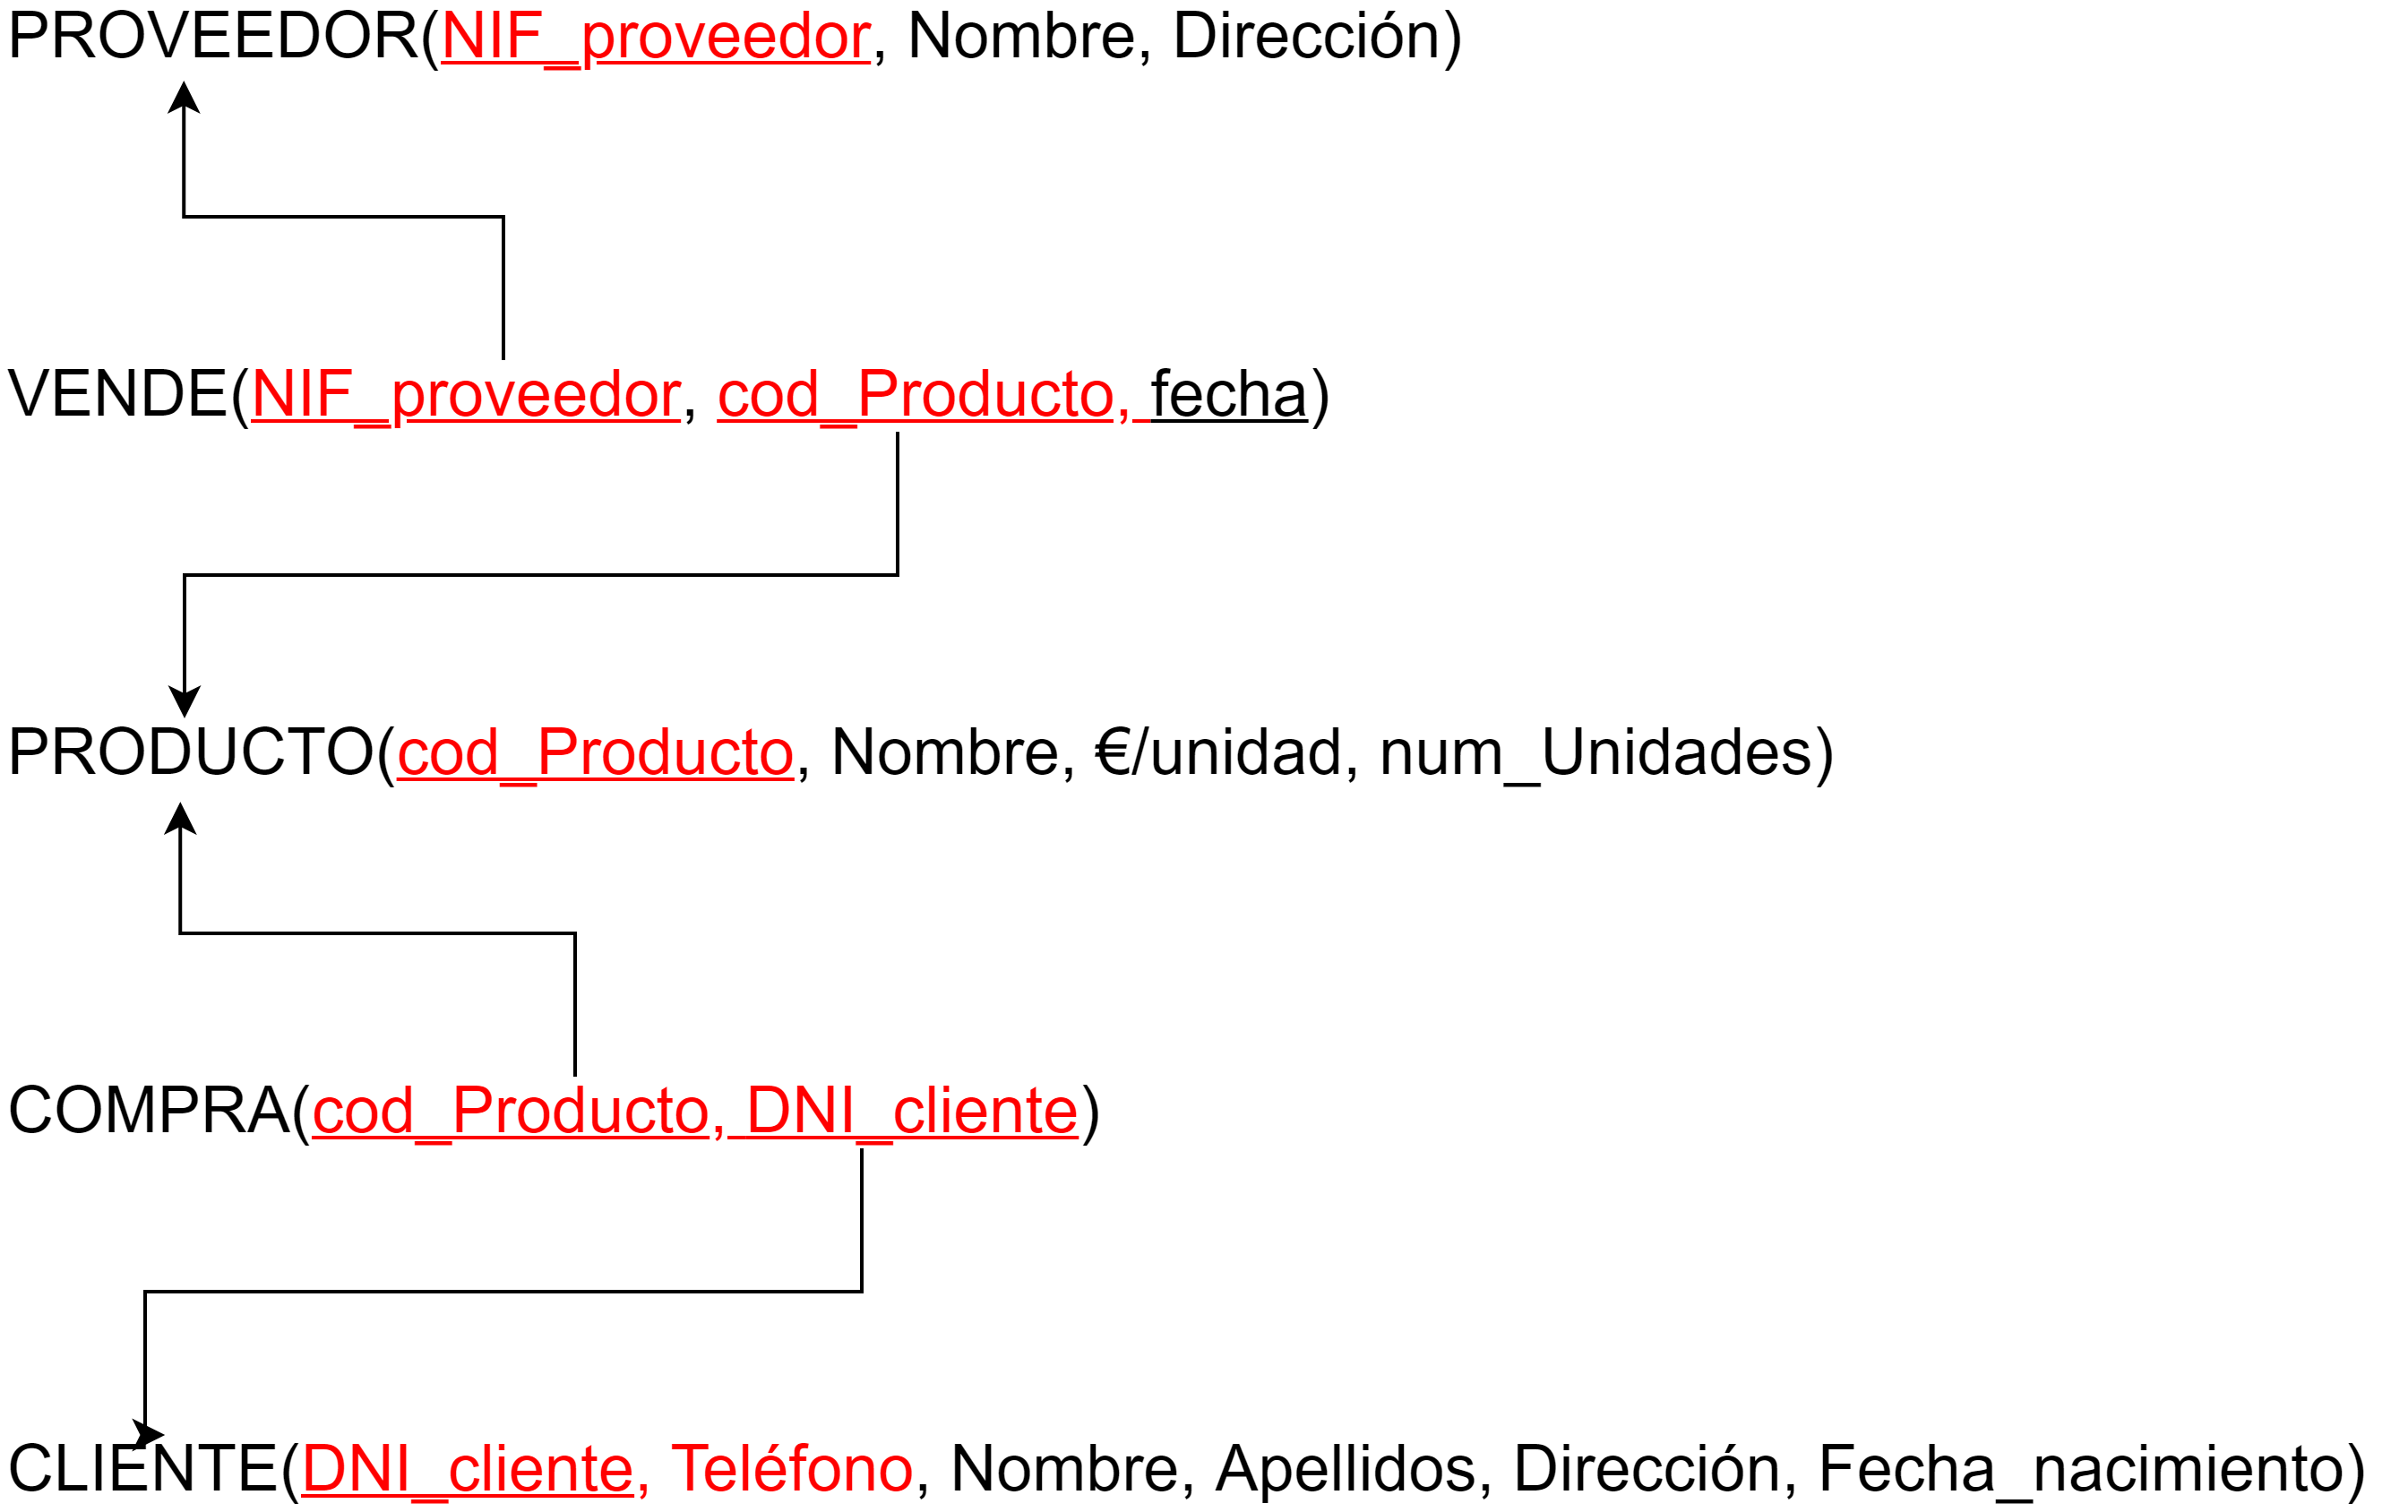 PROVEEDOR(NIF_proveedor, Nombre, Dirección)
VENDE(NIF_proveedor, cod_Producto, fecha)
PRODUCTO(cod_Producto, Nombre, €/unidad, num_Unidades)
COMPRA(cod_Producto, DNI_cliente)
CLIENTE(DNI_cliente, Teléfono, Nombre, Apellidos, Dirección, Fecha_nacimiento)